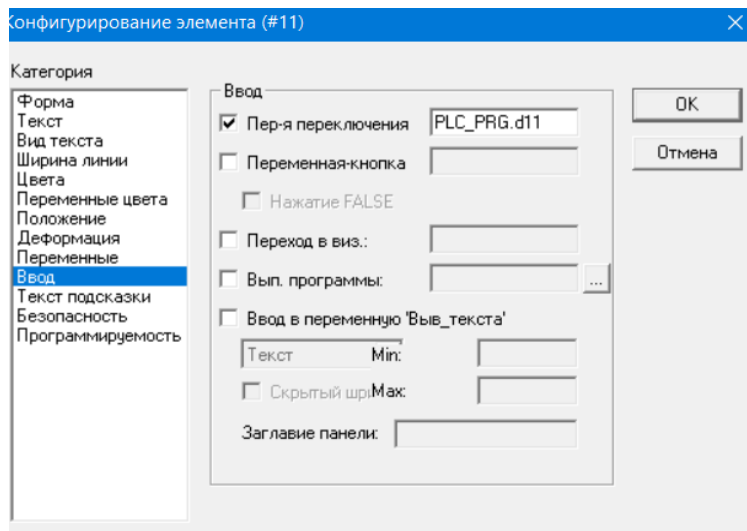 Конфигурирование элемента (#11)
Категория
Форма
Текст
Вид текста
Ширина линии
Цвета
Переменные цвета
Положение
Деформация
Переменные
Ввод
Текст подсказки
Безопасность
Программируемость
Ввод
Пер-я переключения PLC_PRG.d11
Переменная-кнопка
Нажатие FALSE
Переход в виз.:
Вып. программы: ...
Ввод в переменную 'Выв_текста'
Текст Min:
Скрытый шр Max:
Заглавие панели:
OK
Отмена